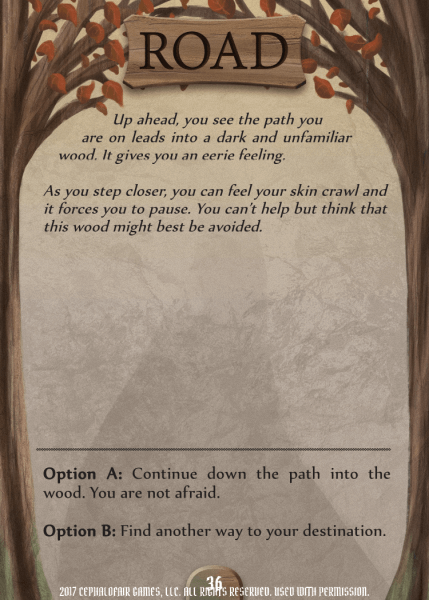 ROAD
Up ahead, you see the path you
are on leads into a dark and unfamiliar
wood. It gives you an eerie feeling.
As you step closer, you can feel your skin crawl and
it forces you to pause. You can't help but think that
this wood might best be avoided.
Option A: Continue down the path into the
wood. You are not afraid.
Option B: Find another way to your destination.
36
2017 CEPHALOFAIR GAMES, LLC. ALL RIGHTS RESERVED. USED WITH PERMISSION.